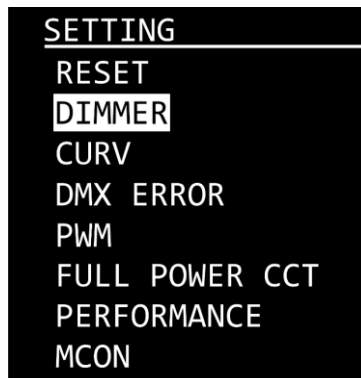 SETTING
RESET
DIMMER
CURV
DMX ERROR
PWM
FULL POWER CCT
PERFORMANCE
MCON